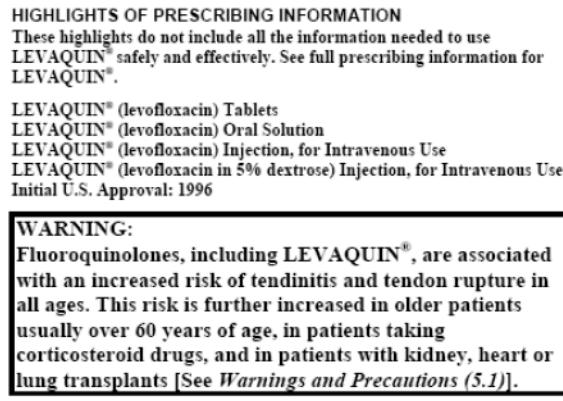 HIGHLIGHTS OF PRESCRIBING INFORMATION
These highlights do not include all the information needed to use
LEVAQUIN® safely and effectively. See full prescribing information for
LEVAQUIN®.
LEVAQUIN® (levofloxacin) Tablets
LEVAQUIN® (levofloxacin) Oral Solution
LEVAQUIN® (levofloxacin) Injection, for Intravenous Use
LEVAQUIN® (levofloxacin in 5% dextrose) Injection, for Intravenous Use
Initial U.S. Approval: 1996
WARNING:
Fluoroquinolones, including LEVAQUIN®, are associated
with an increased risk of tendinitis and tendon rupture in
all ages. This risk is further increased in older patients
usually over 60 years of age, in patients taking
corticosteroid drugs, and in patients with kidney, heart or
lung transplants [See Warnings and Precautions (5.1)].